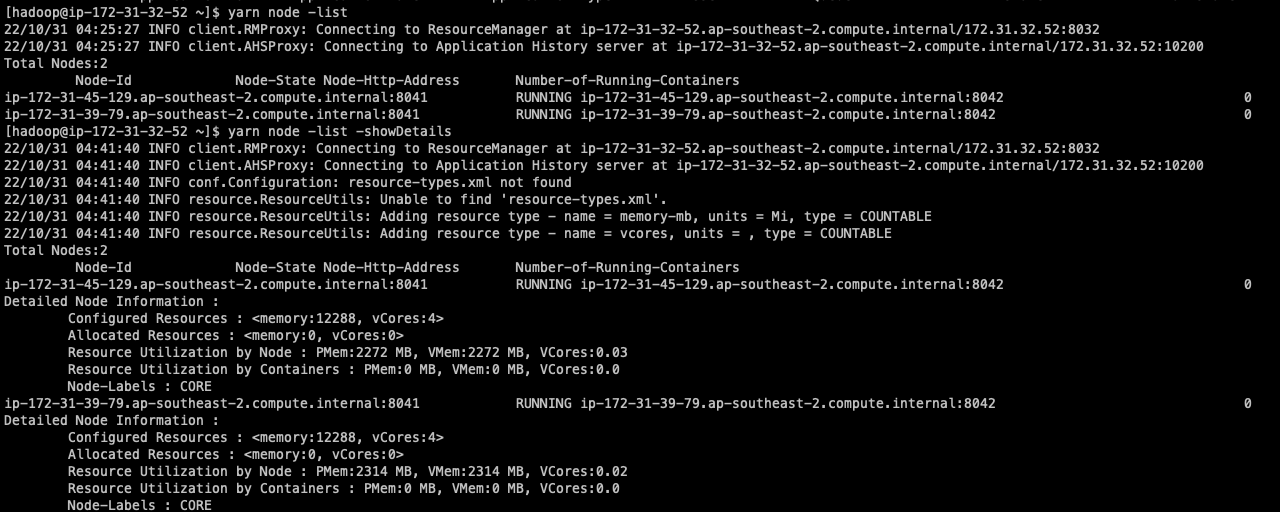 [hadoop@ip-172-31-32-52 ~]$ yarn node -list
22/10/31 04:25:27 INFO client.RMProxy: Connecting to ResourceManager at ip-172-31-32-52.ap-southeast-2.compute.internal/172.31.32.52:8032
22/10/31 04:25:27 INFO client.AHSProxy: Connecting to Application History server at ip-172-31-32-52.ap-southeast-2.compute.internal/172.31.32.52:10200
Total Nodes:2
Node-Id Node-State Node-Http-Address Number-of-Running-Containers
ip-172-31-45-129.ap-southeast-2.compute.internal:8041 RUNNING ip-172-31-45-129.ap-southeast-2.compute.internal:8042 0
ip-172-31-39-79.ap-southeast-2.compute.internal:8041 RUNNING ip-172-31-39-79.ap-southeast-2.compute.internal:8042 0
[hadoop@ip-172-31-32-52 ~]$ yarn node -list -showDetails
22/10/31 04:41:40 INFO client.RMProxy: Connecting to ResourceManager at ip-172-31-32-52.ap-southeast-2.compute.internal/172.31.32.52:8032
22/10/31 04:41:40 INFO client.AHSProxy: Connecting to Application History server at ip-172-31-32-52.ap-southeast-2.compute.internal/172.31.32.52:10200
22/10/31 04:41:40 INFO conf.Configuration: resource-types.xml not found
22/10/31 04:41:40 INFO resource.ResourceUtils: Unable to find 'resource-types.xml'.
22/10/31 04:41:40 INFO resource.ResourceUtils: Adding resource type - name = memory-mb, units = Mi, type = COUNTABLE
22/10/31 04:41:40 INFO resource.ResourceUtils: Adding resource type - name = vcores, units = , type = COUNTABLE
Total Nodes:2
Node-Id Node-State Node-Http-Address Number-of-Running-Containers
ip-172-31-45-129.ap-southeast-2.compute.internal:8041 RUNNING ip-172-31-45-129.ap-southeast-2.compute.internal:8042 0
Detailed Node Information :
Configured Resources : <memory:12288, vCores:4>
Allocated Resources : <memory:0, vCores:0>
Resource Utilization by Node : PMem:2272 MB, VMem:2272 MB, VCores:0.03
Resource Utilization by Containers : PMem:0 MB, VMem:0 MB, VCores:0.0
Node-Labels : CORE
ip-172-31-39-79.ap-southeast-2.compute.internal:8041 RUNNING ip-172-31-39-79.ap-southeast-2.compute.internal:8042 0
Detailed Node Information :
Configured Resources : <memory:12288, vCores:4>
Allocated Resources : <memory:0, vCores:0>
Resource Utilization by Node : PMem:2314 MB, VMem:2314 MB, VCores:0.02
Resource Utilization by Containers : PMem:0 MB, VMem:0 MB, VCores:0.0
Node-Labels : CORE